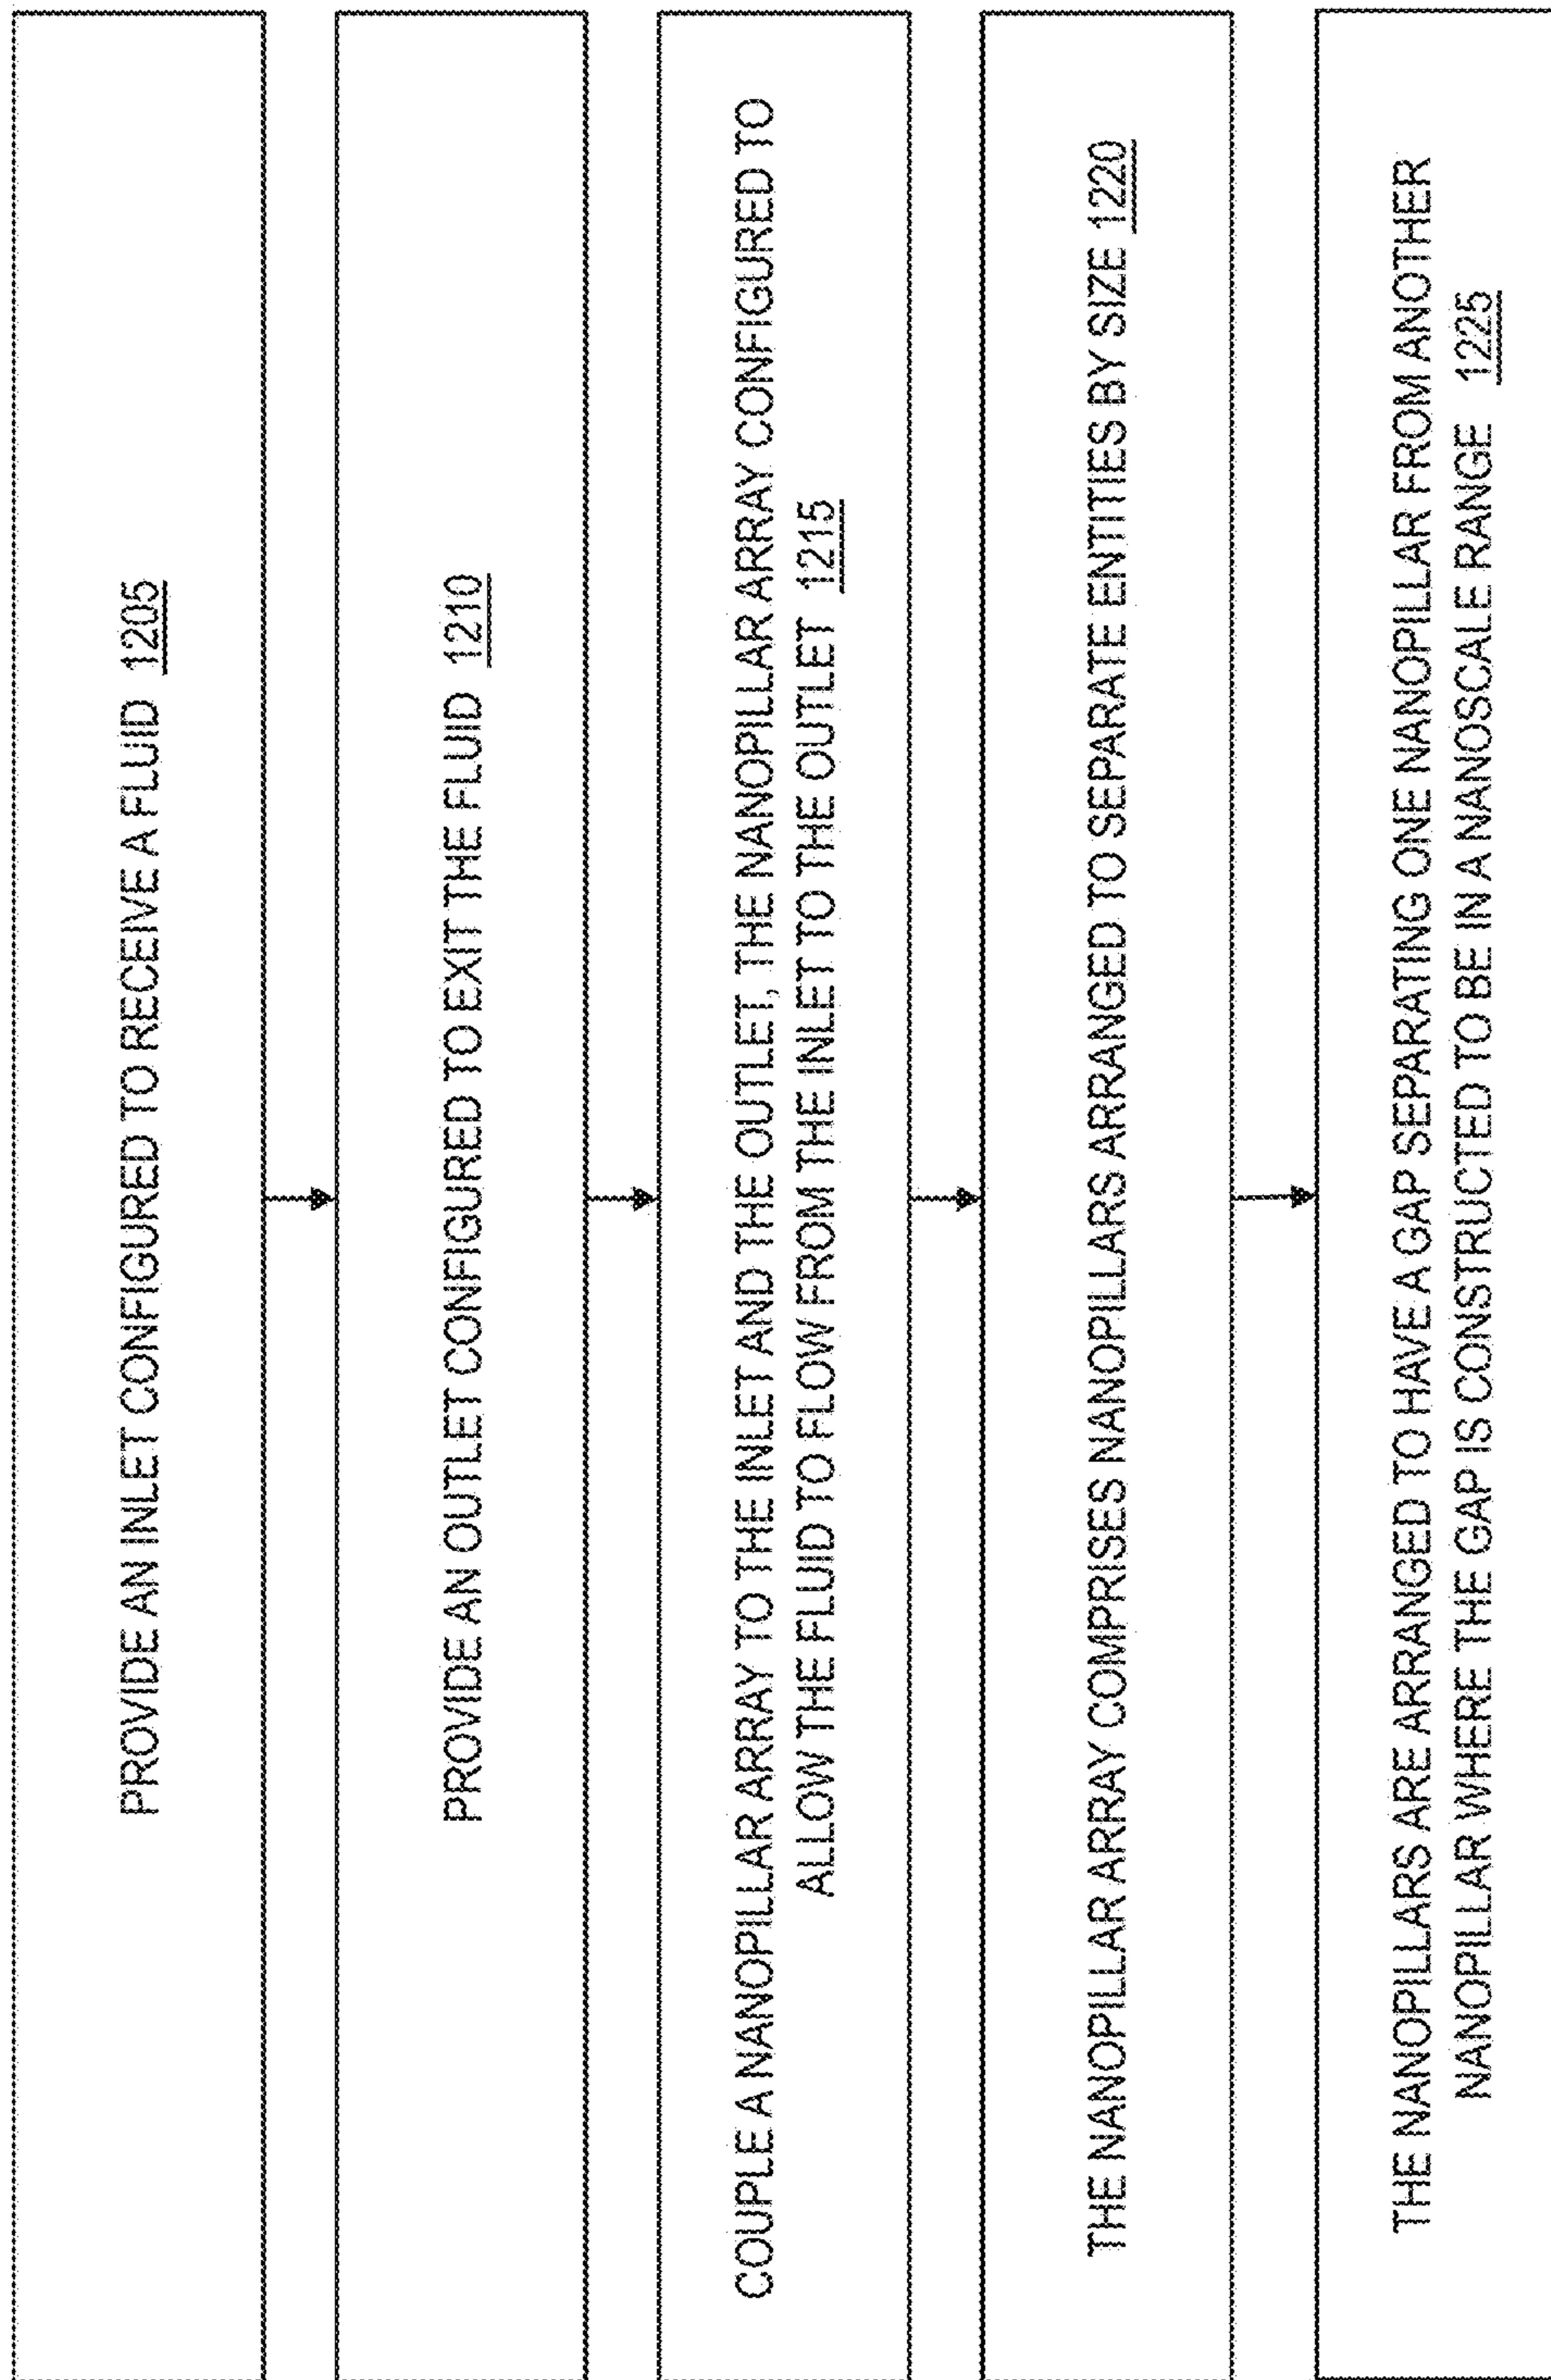 PROVIDE AN INLET CONFIGURED TO RECEIVE A FLUID 1205
PROVIDE AN OUTLET CONFIGURED TO EXIT THE FLUID 1210
COUPLE A NANOPILLAR ARRAY TO THE INLET AND THE OUTLET, THE NANOPILLAR ARRAY CONFIGURED TO
ALLOW THE FLUID TO FLOW FROM THE INLET TO THE OUTLET 1215
THE NANOPILLAR ARRAY COMPRISES NANOPILLARS ARRANGED TO SEPARATE ENTITIES BY SIZE 1220
THE NANOPILLARS ARE ARRANGED TO HAVE A GAP SEPARATING ONE NANOPILLAR FROM ANOTHER
NANOPILLAR WHERE THE GAP IS CONSTRUCTED TO BE IN A NANOSCALE RANGE 1225